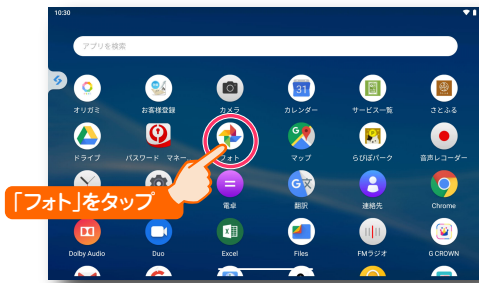 10:30
アプリを検索
オリガミ
お客様登録
カメラ
31
カレンダー
サービス一覧
さとふる
ドライブ
パスワード マネー...
フォト
マップ
らぴぽパーク
音声レコーダー
「フォト」をタップ
電卓
翻訳
連絡先
Chrome
Dolby Audio
Duo
Excel
Files
FMラジオ
G CROWN